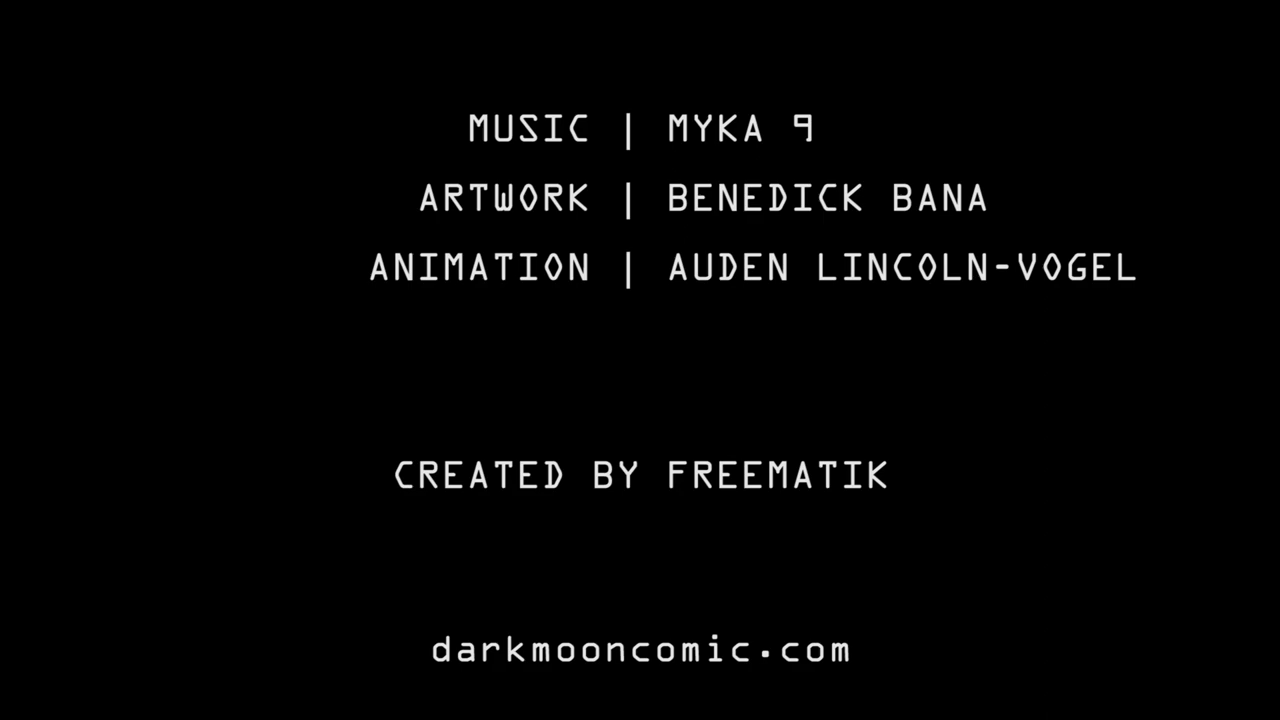 MUSIC | MYKA 9
ARTWORK | BENEDICK BANA
ANIMATION | AUDEN LINCOLN-VOGEL
CREATED BY FREEMATIK
darkmooncomic.com